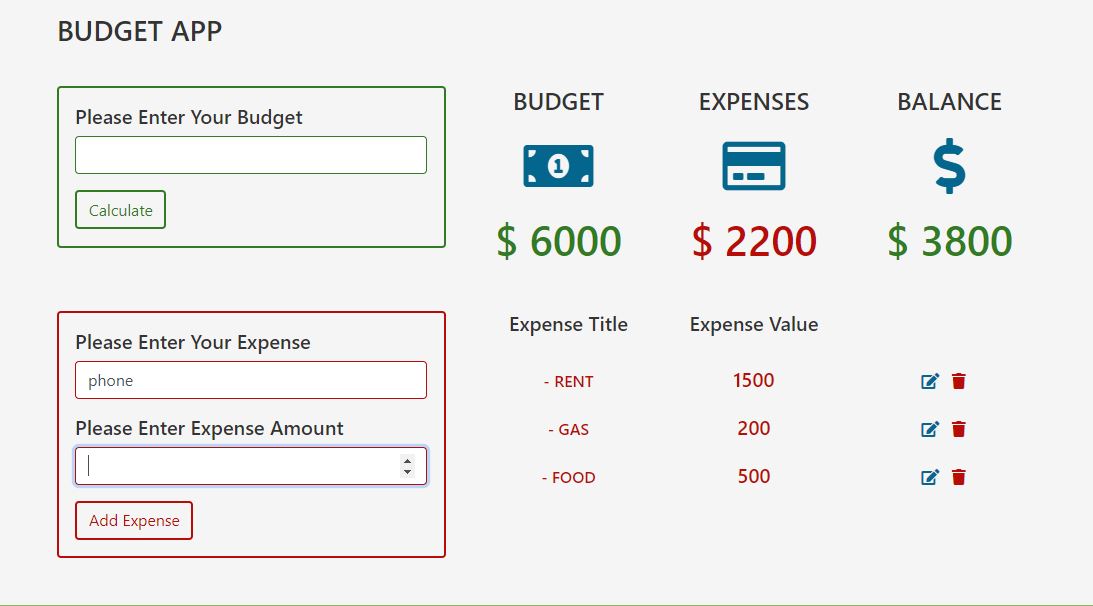 BUDGET APP
Please Enter Your Budget
Calculate
BUDGET
1
$ 6000
EXPENSES
$ 2200
BALANCE
$
$ 3800
Please Enter Your Expense
phone
Please Enter Expense Amount
Add Expense
Expense Title Expense Value
- RENT 1500
- GAS 200
- FOOD 500